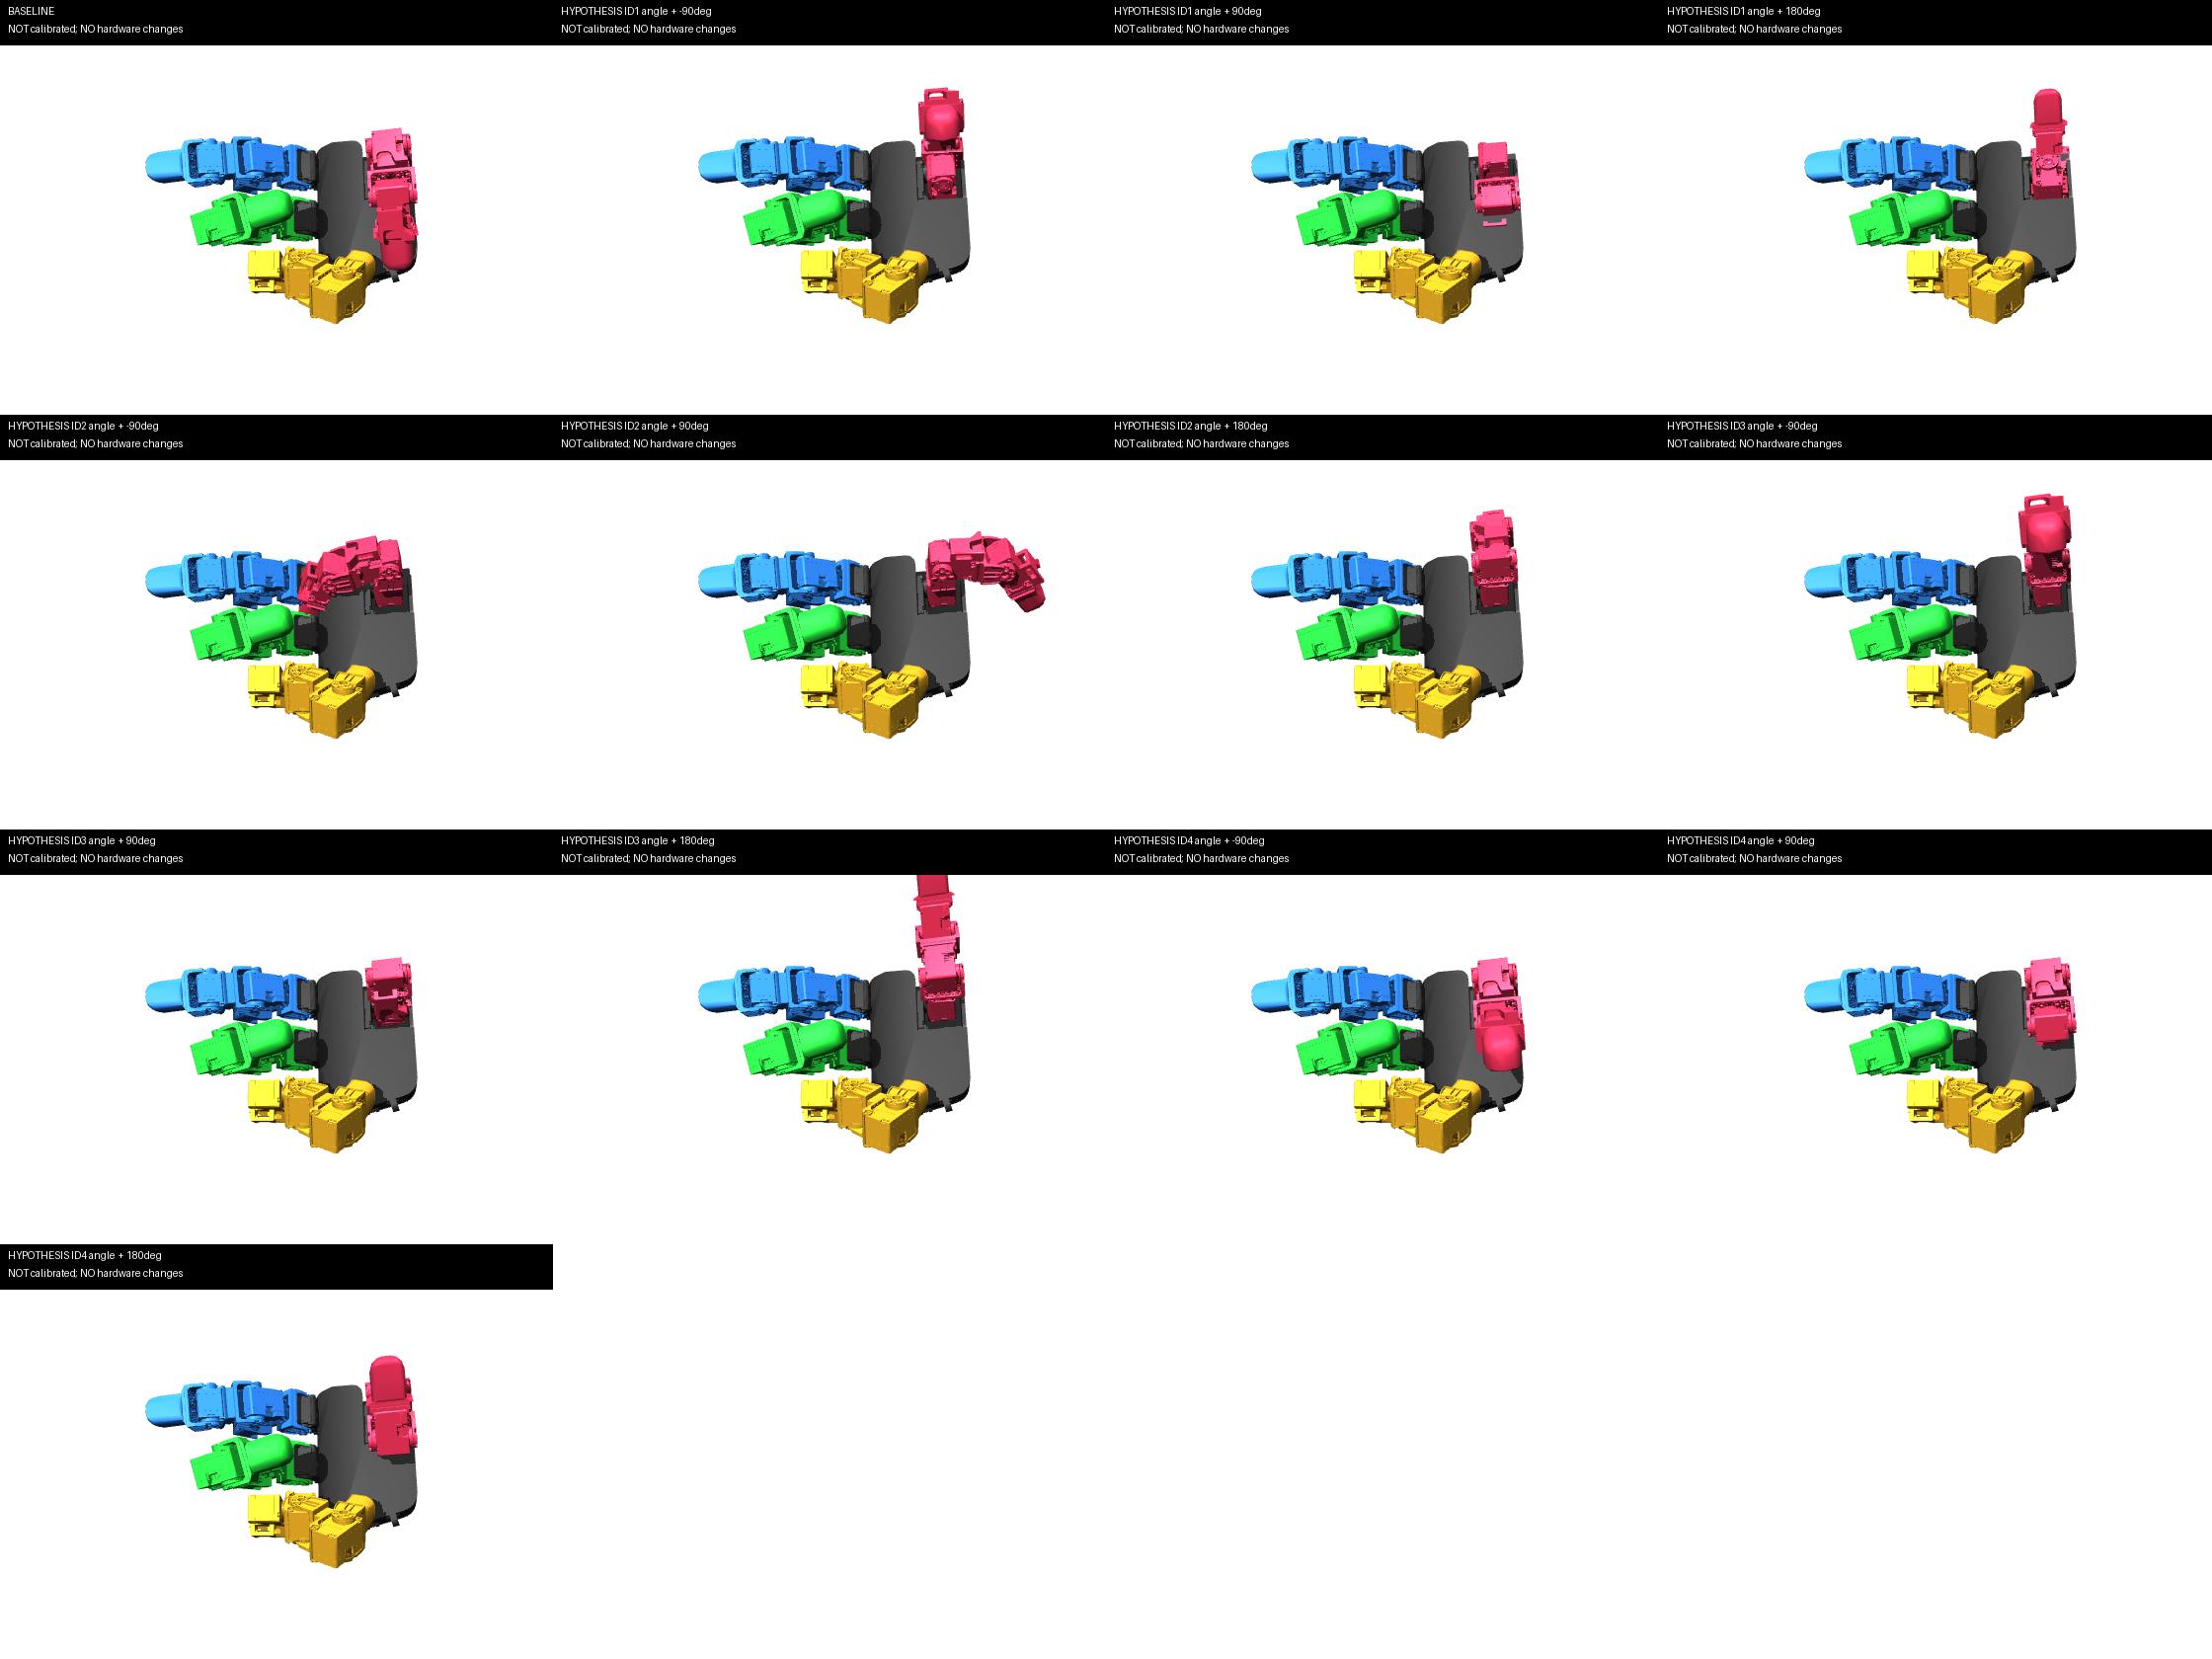 BASELINE
NOT calibrated; NO hardware changes
HYPOTHESIS ID1 angle + -90deg
NOT calibrated; NO hardware changes
HYPOTHESIS ID1 angle + 90deg
NOT calibrated; NO hardware changes
HYPOTHESIS ID1 angle + 180deg
NOT calibrated; NO hardware changes
HYPOTHESIS ID2 angle + -90deg
NOT calibrated; NO hardware changes
HYPOTHESIS ID2 angle + 90deg
NOT calibrated; NO hardware changes
HYPOTHESIS ID2 angle + 180deg
NOT calibrated; NO hardware changes
HYPOTHESIS ID3 angle + -90deg
NOT calibrated; NO hardware changes
HYPOTHESIS ID3 angle + 90deg
NOT calibrated; NO hardware changes
HYPOTHESIS ID3 angle + 180deg
NOT calibrated; NO hardware changes
HYPOTHESIS ID4 angle + -90deg
NOT calibrated; NO hardware changes
HYPOTHESIS ID4 angle + 90deg
NOT calibrated; NO hardware changes
HYPOTHESIS ID4 angle + 180deg
NOT calibrated; NO hardware changes